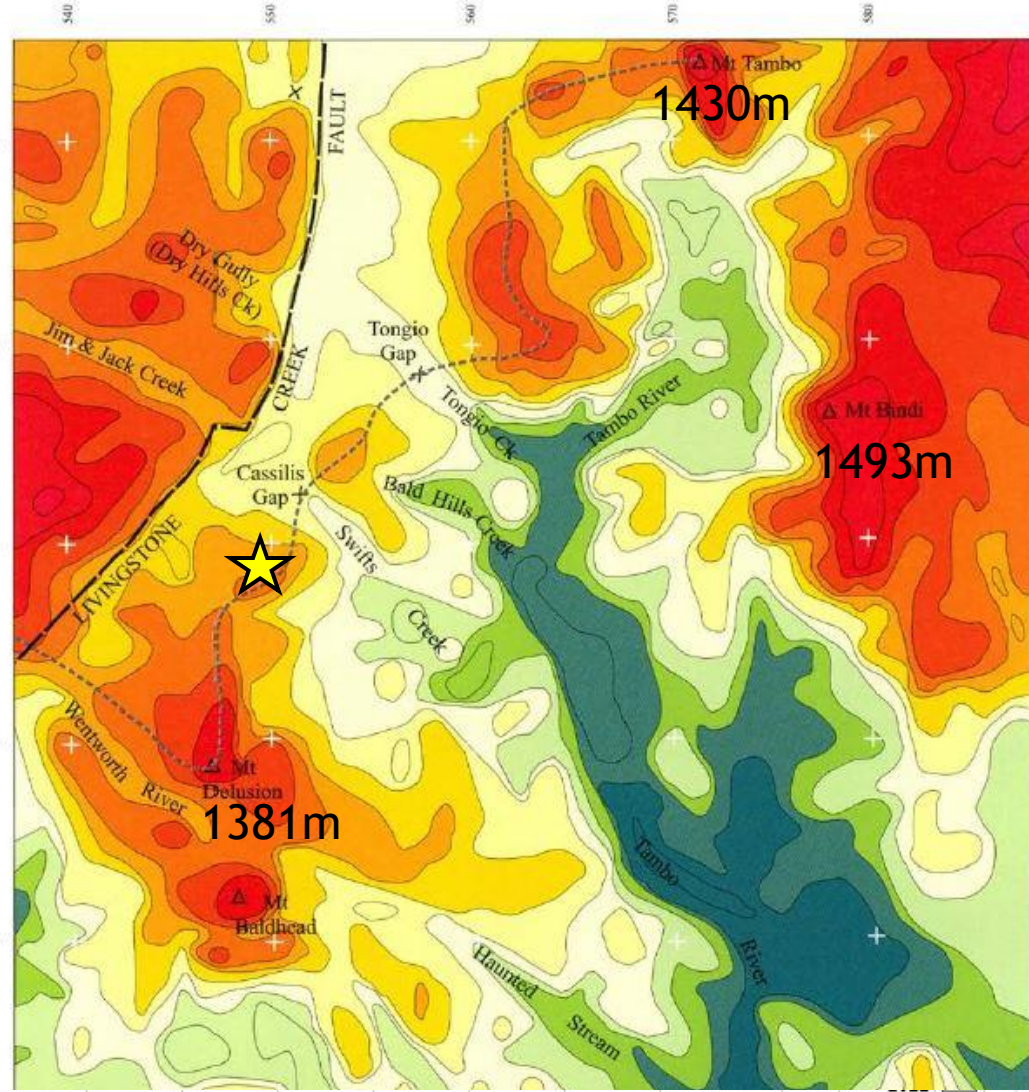 540 550 560 570 580
Mt Tambo
1430m
FAULT
Dry Gully
(Dry Hills Ck)
Jim & Jack Creek
Tongio
Gap
CREEK
Tongio Ck
Tambo River
Mt Bindi
1493m
Cassilis
Gap
Bald Hills Creek
Swifts
Creek
LIVINGSTONE
Wentworth River
Mt
Delusion
1381m
Mt
Baldhead
Tambo
River
Haunted
Stream